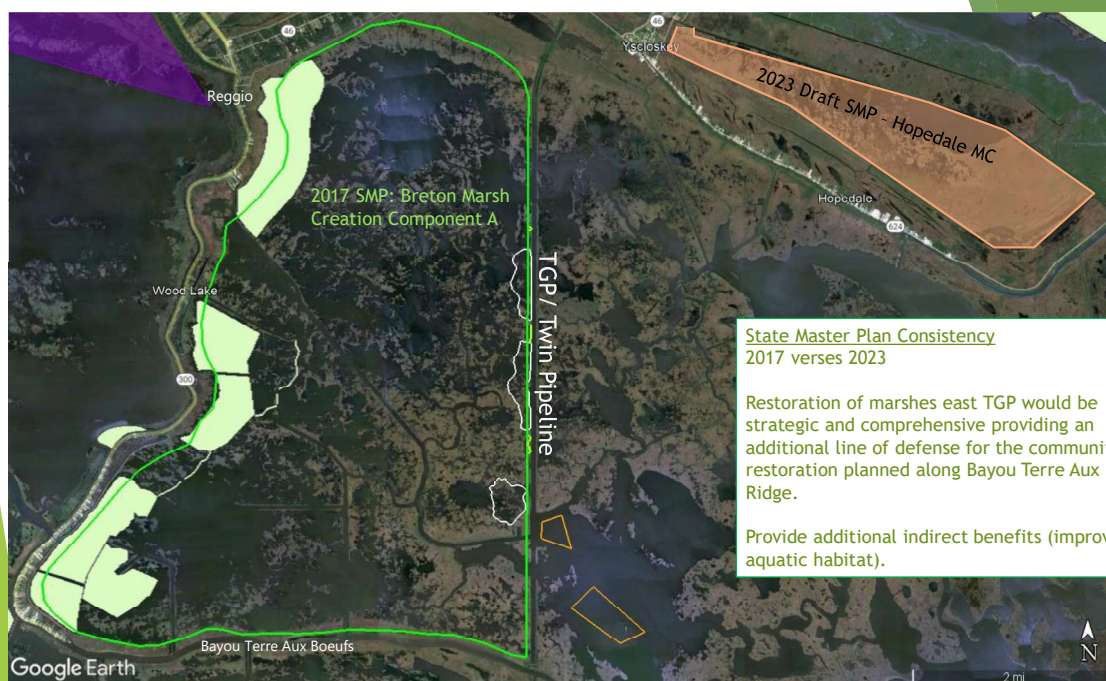 46
46
Yscloskey
Reggio
2023 Draft SMP - Hopedale MC
2017 SMP: Breton Marsh
Creation Component A
Hopedale
624
TGP / Twin Pipeline
Wood Lake
300
State Master Plan Consistency
2017 verses 2023
Restoration of marshes east TGP would be
strategic and comprehensive providing an
additional line of defense for the
restoration planned along Bayou Terre Aux
Ridge.
Provide additional indirect benefits
aquatic habitat).
Bayou Terre Aux Boeufs
Google Earth
N
2 mi